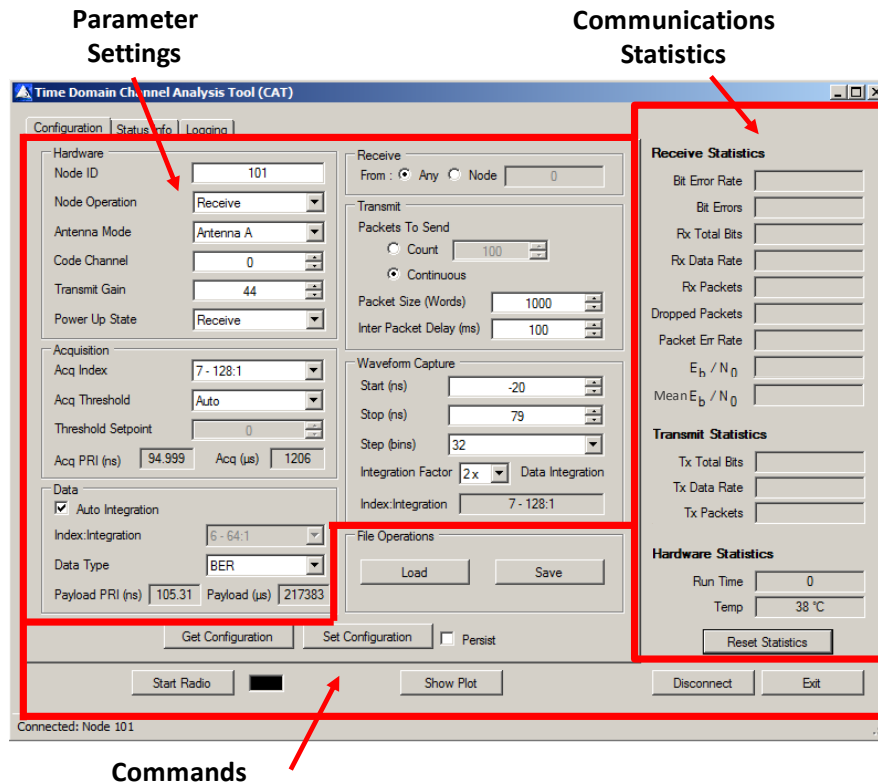 Parameter
Settings
Communications
Statistics
Time Domain Channel Analysis Tool (CAT)
Configuration Status Info Logging
Hardware
Node ID 101
Node Operation Receive
Antenna Mode Antenna A
Code Channel 0
Transmit Gain 44
Power Up State Receive
Acquisition
Acq Index 7 - 128:1
Acq Threshold Auto
Threshold Setpoint 0
Acq PRI (ns) 94.999 Acq (µs) 1206
Data
Auto Integration
Index:Integration 6 - 64:1
Data Type BER
Payload PRI (ns) 105.31 Payload (µs) 217383
Receive
From : Any Node 0
Transmit
Packets To Send
Count 100
Continuous
Packet Size (Words) 1000
Inter Packet Delay (ms) 100
Waveform Capture
Start (ns) -20
Stop (ns) 79
Step (bins) 32
Integration Factor 2x Data Integration
Index:Integration 7 - 128:1
File Operations
Load Save
Get Configuration Set Configuration Persist
Receive Statistics
Bit Error Rate
Bit Errors
Rx Total Bits
Rx Data Rate
Rx Packets
Dropped Packets
Packet Err Rate
Eb / N0
Mean Eb / N0
Transmit Statistics
Tx Total Bits
Tx Data Rate
Tx Packets
Hardware Statistics
Run Time 0
Temp 38 °C
Reset Statistics
Start Radio Show Plot Disconnect Exit
Connected: Node 101
Commands